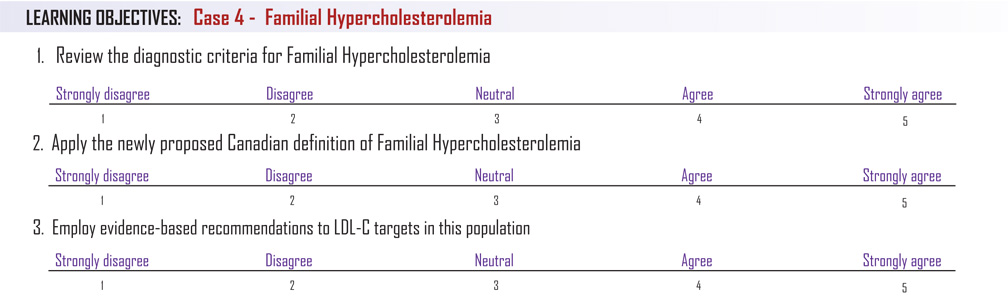 LEARNING OBJECTIVES: Case 4 - Familial Hypercholesterolemia
1. Review the diagnostic criteria for Familial Hypercholesterolemia
Strongly disagree Disagree Neutral Agree Strongly agree
1 2 3 4 5
2. Apply the newly proposed Canadian definition of Familial Hypercholesterolemia
Strongly disagree Disagree Neutral Agree Strongly agree
1 2 3 4 5
3. Employ evidence-based recommendations to LDL-C targets in this population
Strongly disagree Disagree Neutral Agree Strongly agree
1 2 3 4 5